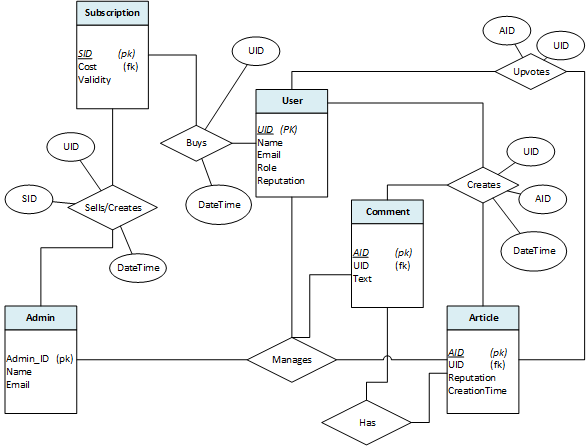 Subscription
SID (pk)
Cost (fk)
Validity
UID
Buys
DateTime
User
UID (PK)
Name
Email
Role
Reputation
AID
UID
Upvotes
UID
SID
Sells/Creates
DateTime
Comment
AID (pk)
UID (fk)
Text
UID
Creates
AID
DateTime
Admin
Admin_ID (pk)
Name
Email
Manages
Article
AID (pk)
UID (fk)
Reputation
CreationTime
Has